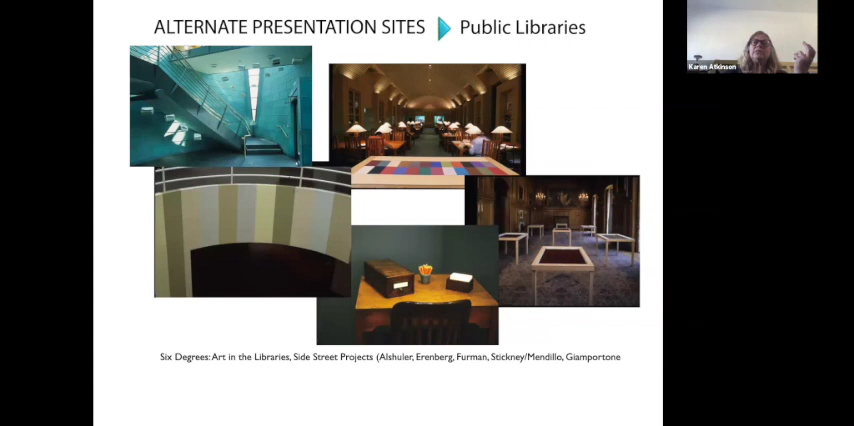 ALTERNATE PRESENTATION SITES Public Libraries
Karen Atkinson
Six Degrees: Art in the Libraries, Side Street Projects (Alshuler, Erenberg, Furman, Stickney/Mendillo, Giamportone